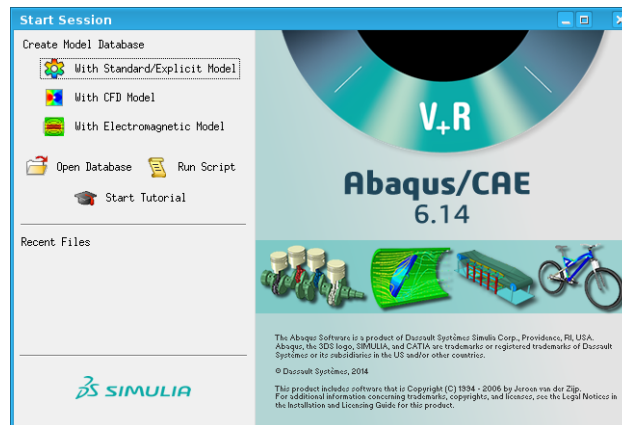 Start Session
Create Model Database
With Standard/Explicit Model
With CFD Model
With Electromagnetic Model
Open Database
Run Script
Start Tutorial
Recent Files
SIMULIA
V+R
Abaqus/CAE
6.14
The Abaqus Software is a product of Dassault Systèmes Simulia Corp., Providence, RI, USA.
Abaqus, the 3DS logo, SIMULIA, and CATIA are trademarks or registered trademarks of Dassault
Systèmes or its subsidiaries in the US and/or other countries.
© Dassault Systèmes, 2014
This product includes software that is Copyright (C) 1994 - 2006 by Jeroen van der Zijp.
For additional information concerning trademarks, copyrights, and licenses, see the Legal Notices in
the Installation and Licensing Guide for this product.